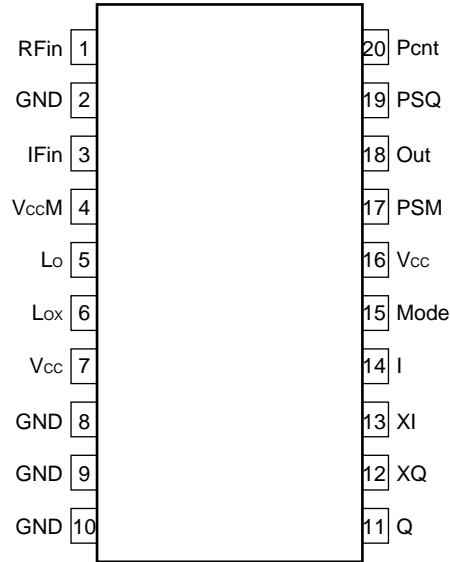 RFin 1 20 Pcnt
GND 2 19 PSQ
IFin 3 18 Out
VCCM 4 17 PSM
LO 5 16 VCC
LOX 6 15 Mode
VCC 7 14 I
GND 8 13 XI
GND 9 12 XQ
GND 10 11 Q